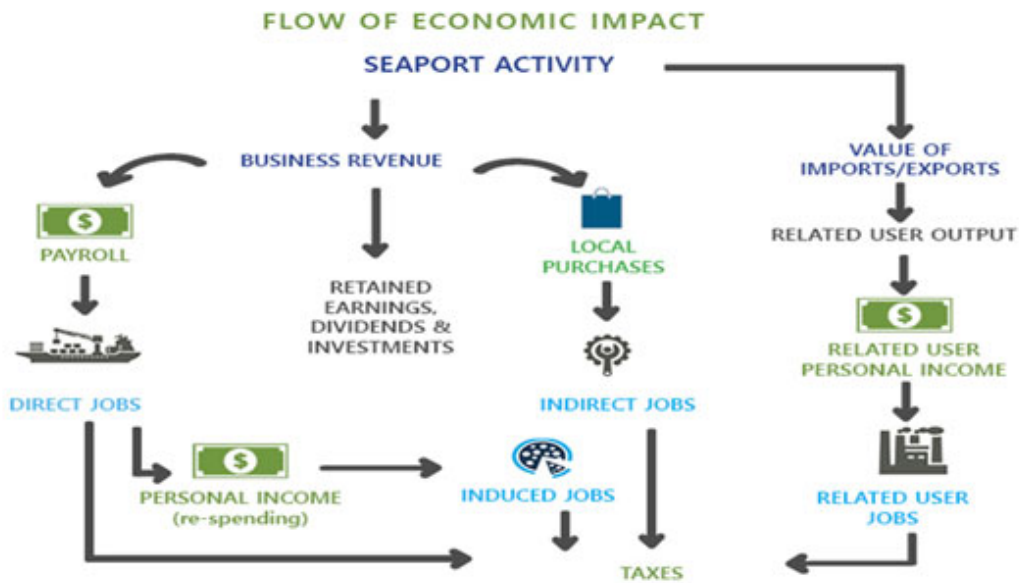 FLOW OF ECONOMIC IMPACT
SEAPORT ACTIVITY
BUSINESS REVENUE
VALUE OF
IMPORTS/EXPORTS
$
PAYROLL
LOCAL
PURCHASES
RELATED USER OUTPUT
RETAINED
EARNINGS,
DIVIDENDS &
INVESTMENTS
$
RELATED USER
PERSONAL INCOME
DIRECT JOBS
INDIRECT JOBS
$
PERSONAL INCOME
(re-spending)
INDUCED JOBS
RELATED USER
JOBS
TAXES